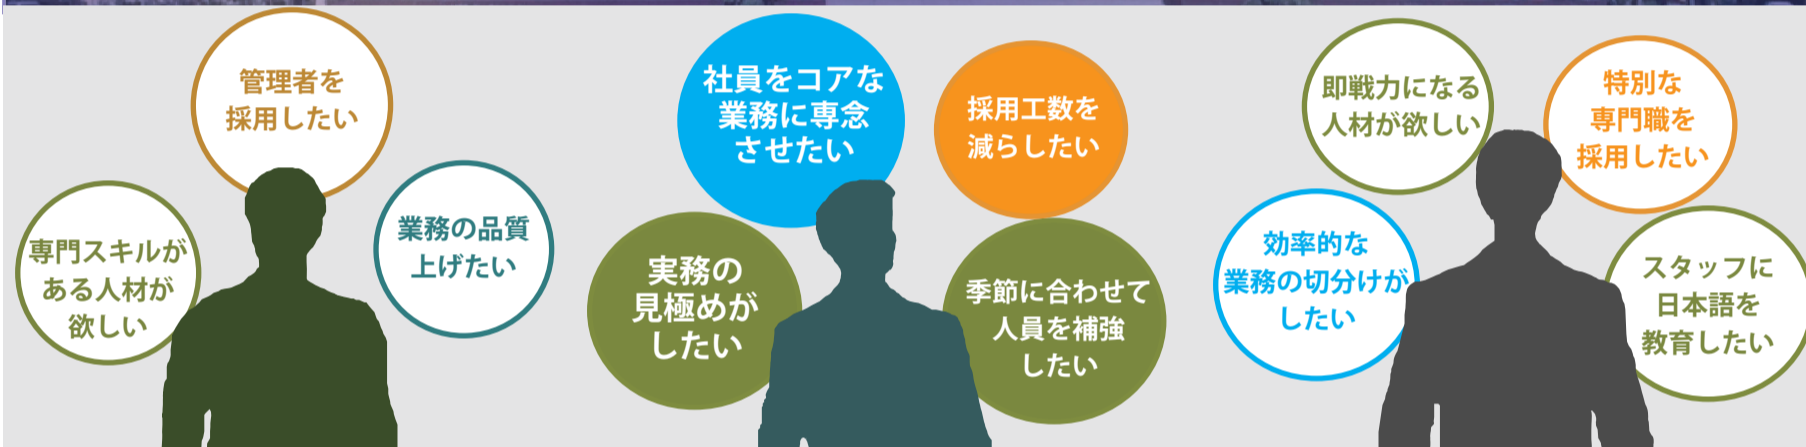 管理者を
採用したい
専門スキルが
ある人材が
欲しい
業務の品質
上げたい
社員をコアな
業務に専念
させたい
採用工数を
減らしたい
実務の
見極めが
したい
季節に合わせて
人員を補強
したい
即戦力になる
人材が欲しい
特別な
専門職を
採用したい
効率的な
業務の切分けが
したい
スタッフに
日本語を
教育したい